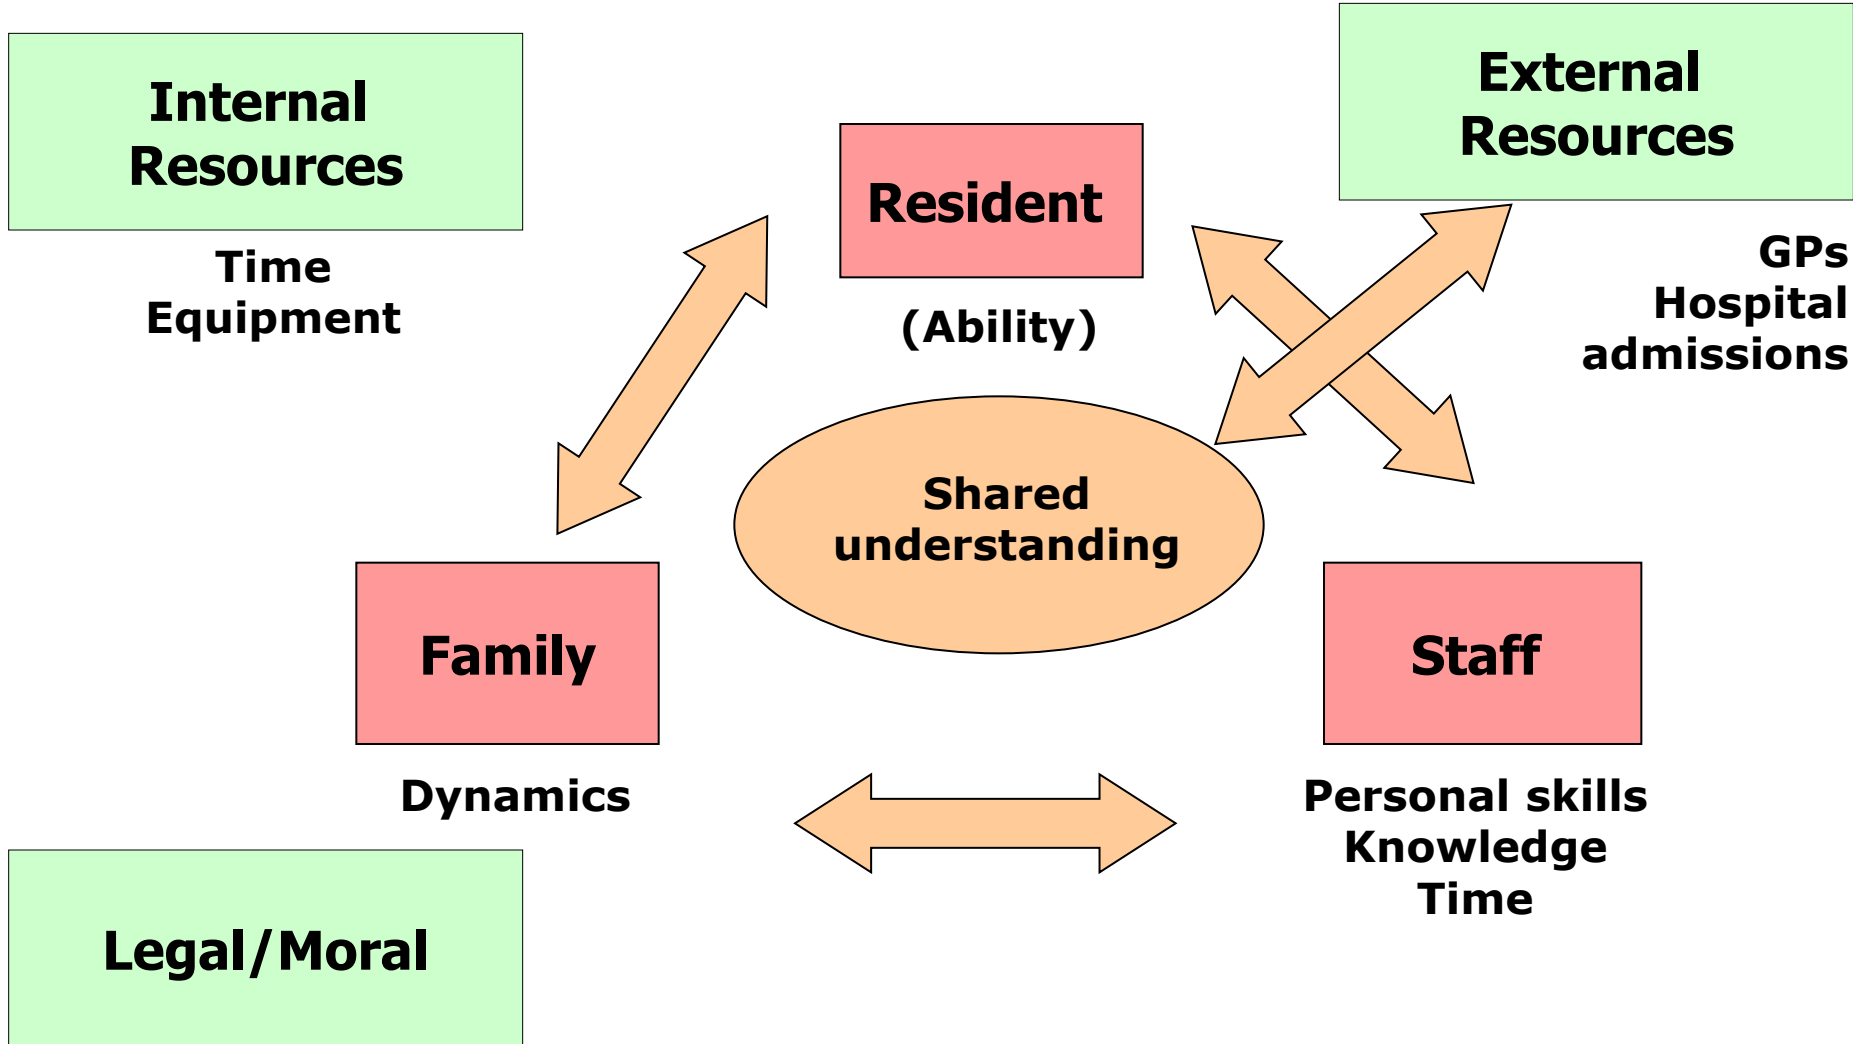 Internal
Resources
Time
Equipment
Resident
(Ability)
External
Resources
GPs
Hospital
admissions
Shared
understanding
Family
Dynamics
Staff
Personal skills
Knowledge
Time
Legal/Moral